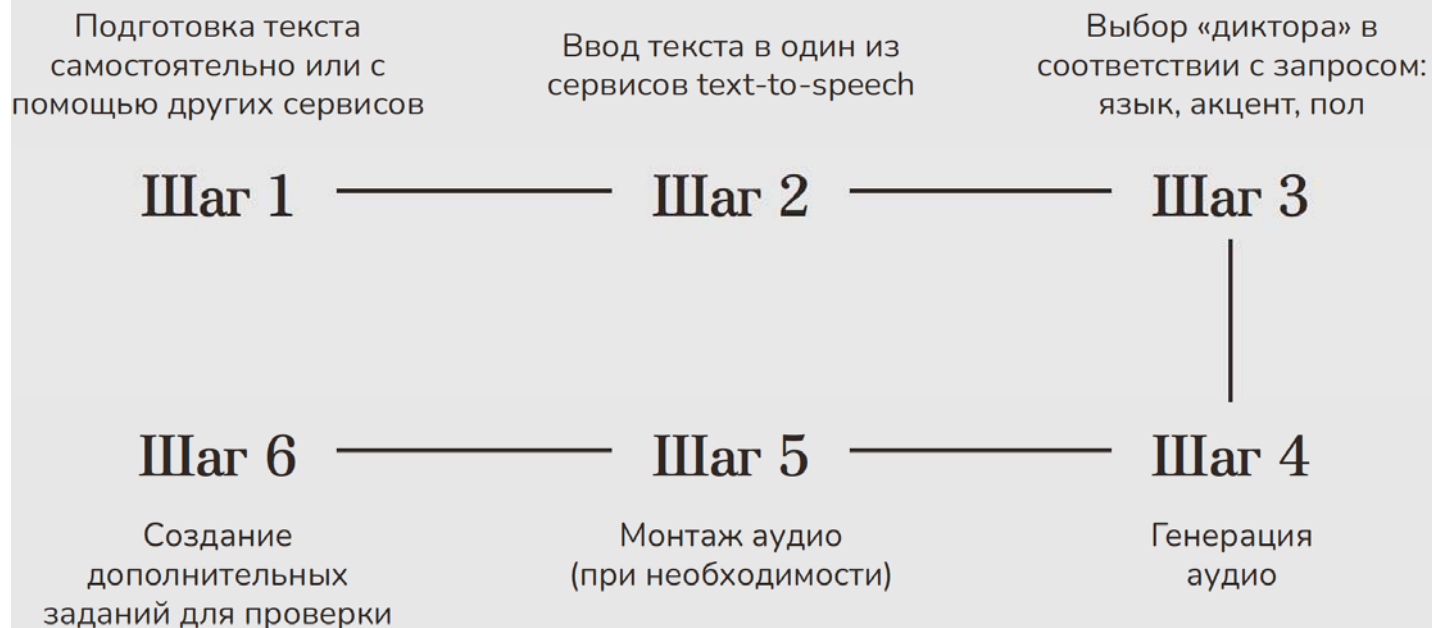 Подготовка текста
самостоятельно или с
помощью других сервисов
Ввод текста в один из
сервисов text-to-speech
Выбор «диктора» в
соответствии с запросом:
язык, акцент, пол
Шаг 1
Шаг 2
Шаг 3
Шаг 4
Генерация
аудио
Шаг 5
Монтаж аудио
(при необходимости)
Шаг 6
Создание
дополнительных
заданий для проверки